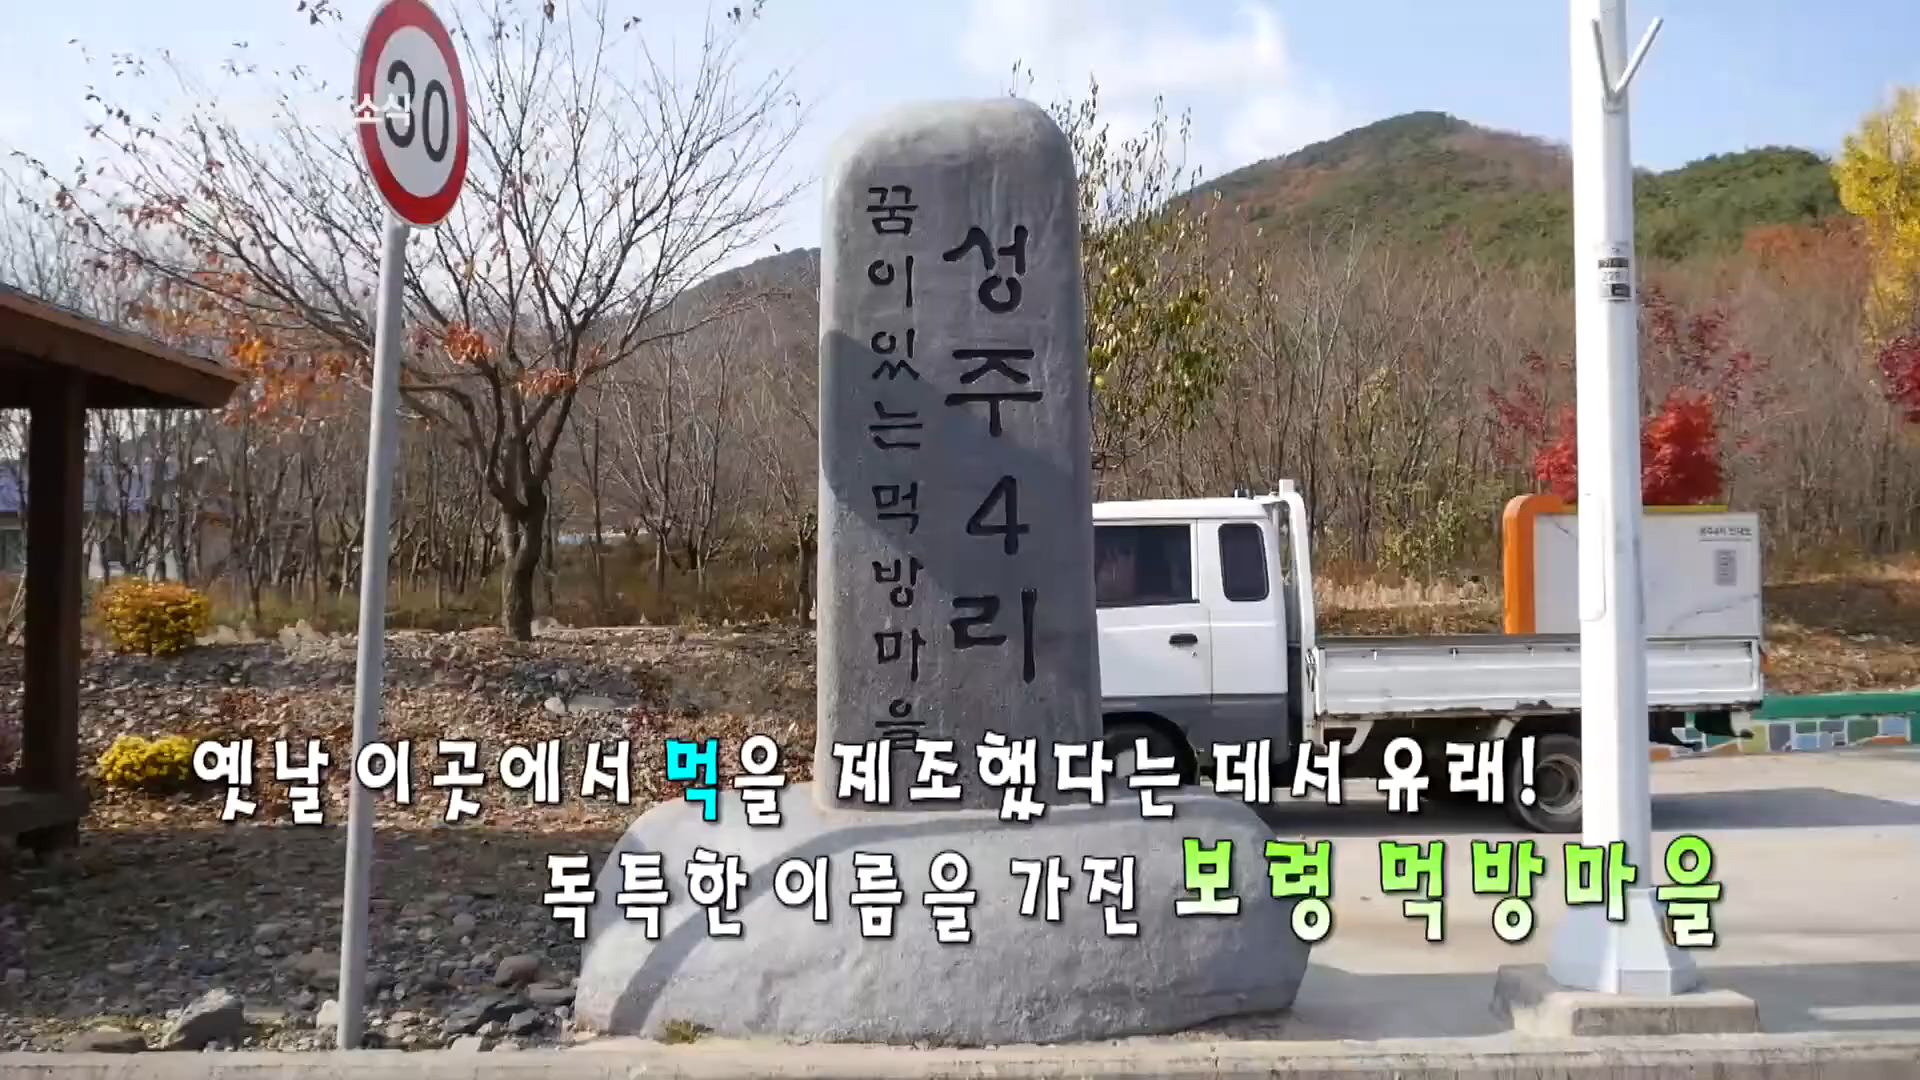 30
소식
성주4리
꿈이있는먹방마을
옛날 이곳에서 먹을 제조했다는 데서 유래!
독특한 이름을 가진 보령 먹방마을